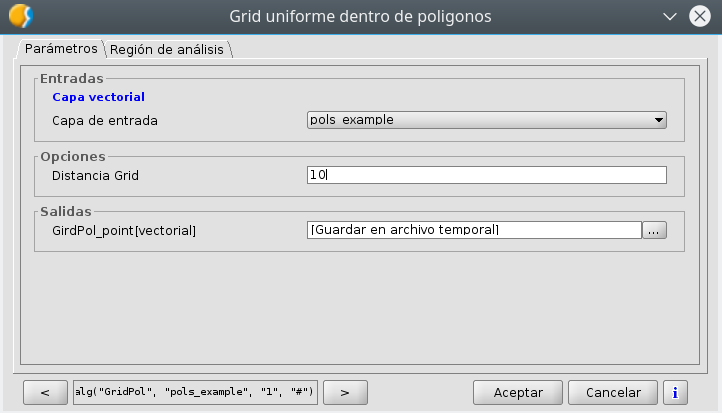 Grid uniforme dentro de poligonos
Parámetros Región de análisis
Entradas
Capa vectorial
Capa de entrada pols_example
Opciones
Distancia Grid 10
Salidas
GirdPol_point[vectorial] [Guardar en archivo temporal] ...
< alg("GridPol", "pols_example", "1", "#") > Aceptar Cancelar i